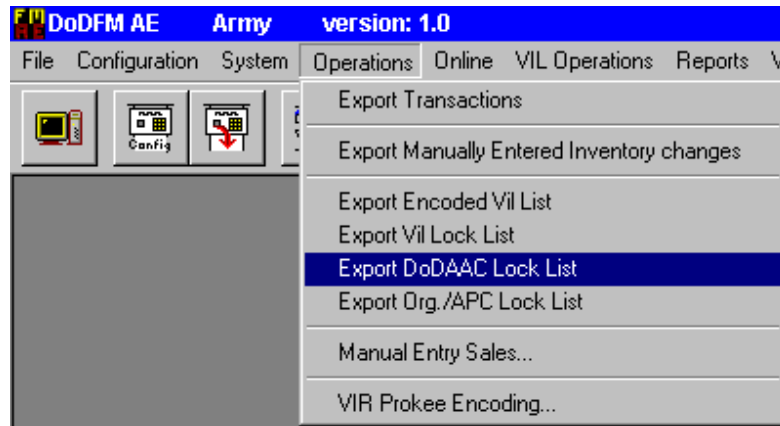 DoDFM AE Army version: 1.0
File Configuration System Operations Online VIL Operations Reports
Config
Export Transactions
Export Manually Entered Inventory changes
Export Encoded Vil List
Export Vil Lock List
Export DoDAAC Lock List
Export Org./APC Lock List
Manual Entry Sales...
VIR Prokee Encoding...